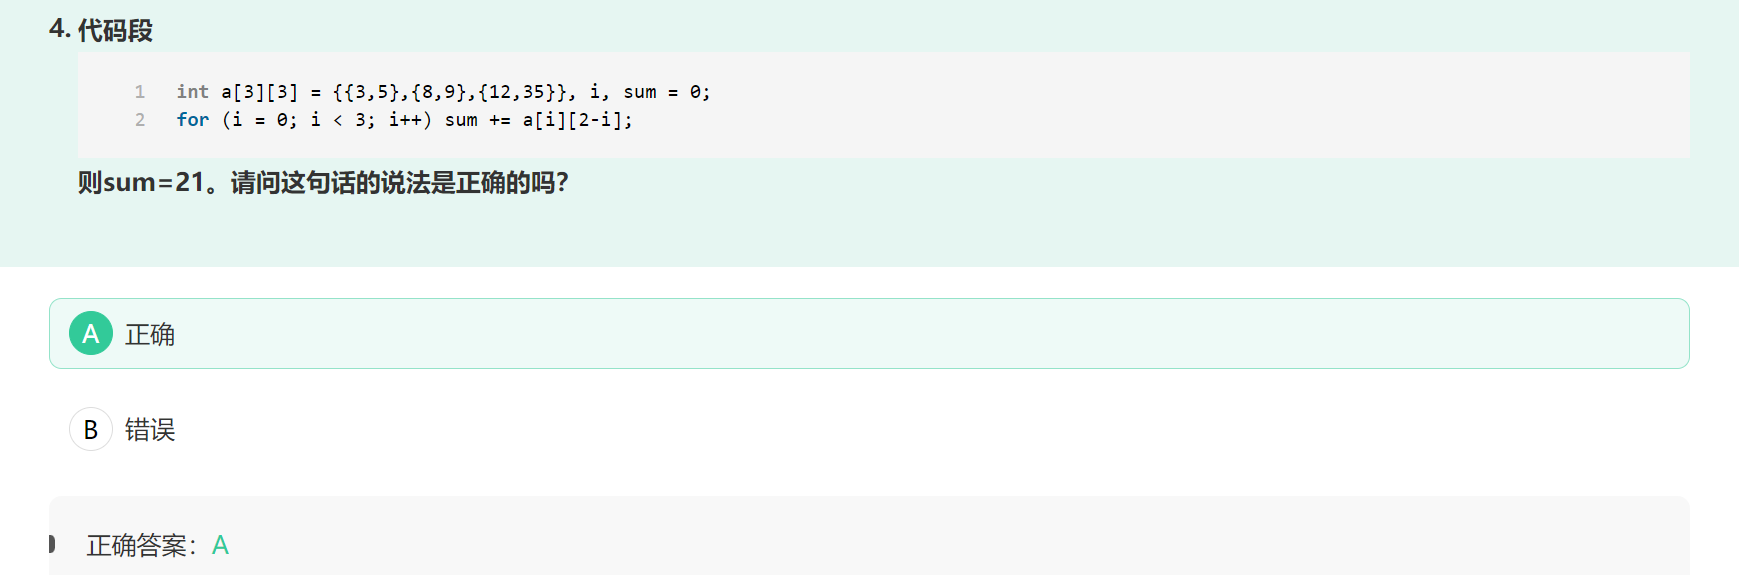 4. 代码段
1 int a[3][3] = {{3,5},{8,9},{12,35}}, i, sum = 0;
2 for (i = 0; i < 3; i++) sum += a[i][2-i];
则sum=21。请问这句话的说法是正确的吗？
A 正确
B 错误
正确答案：A